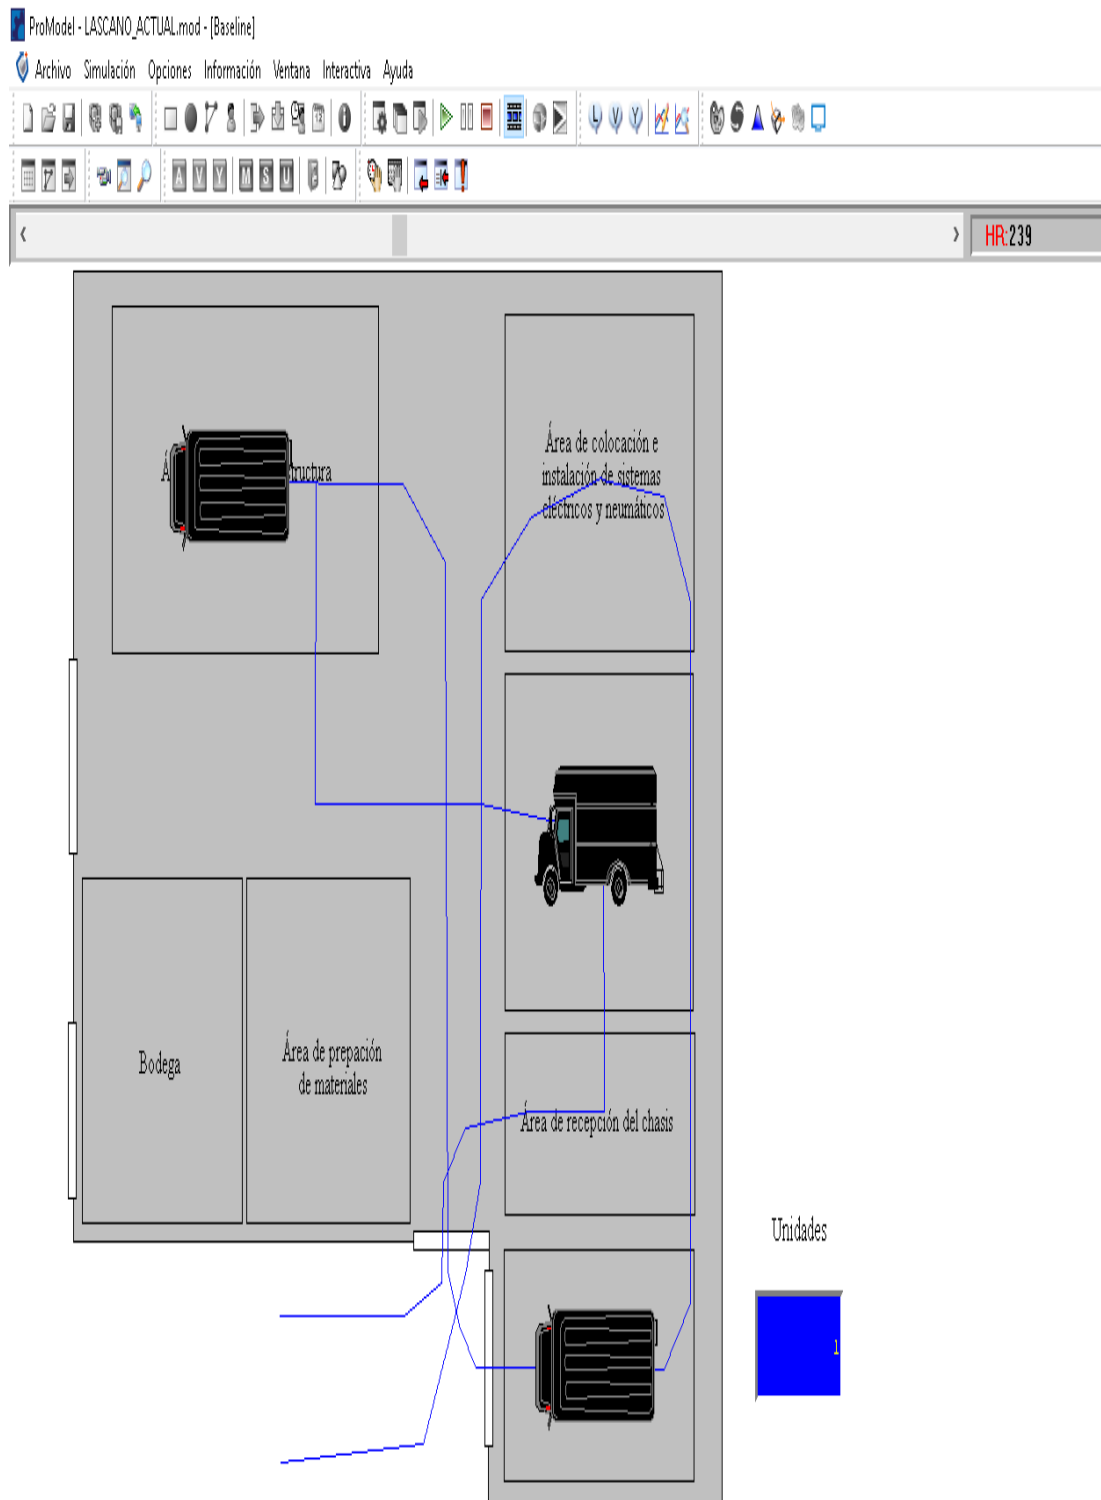 ProModel - LASCANO_ACTUAL.mod - [Baseline]
Archivo Simulación Opciones Información Ventana Interactiva Ayuda
L V Y
A V Y M S U
HR:239
Área de colocación e
instalación de sistemas
eléctricos y neumáticos
Bodega
Área de prepación
de materiales
Área de recepción del chasis
Unidades
1